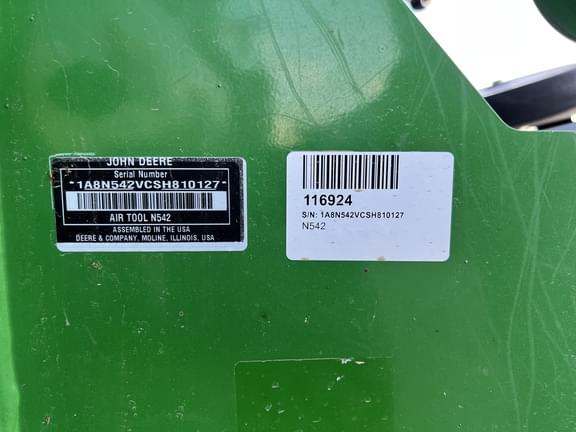 JOHN DEERE
Serial Number
*1A8N542VCSH810127*
AIR TOOL N542
ASSEMBLED IN THE USA
DEERE & COMPANY, MOLINE, ILLINOIS, USA
116924
S/N: 1A8N542VCSH810127
N542